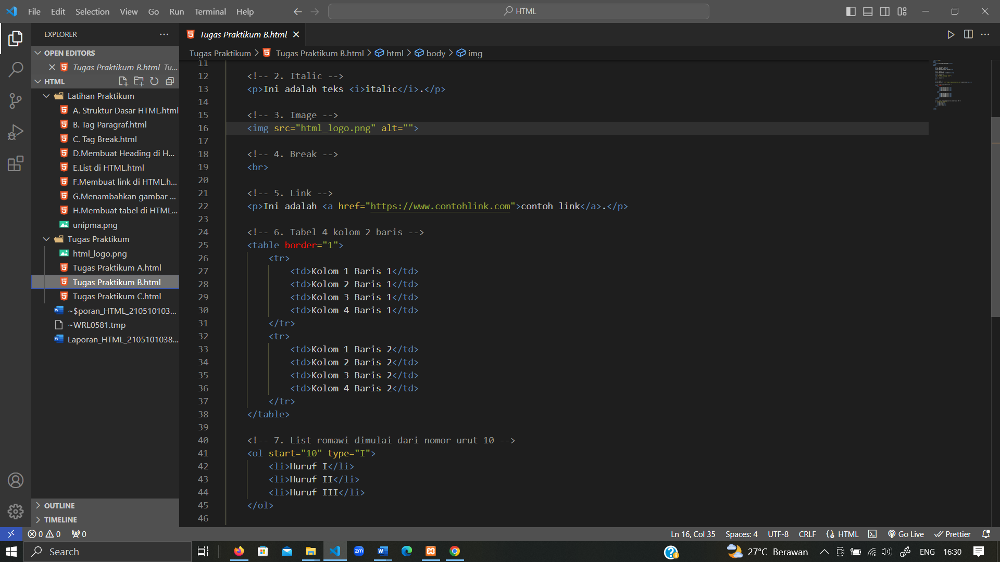 File Edit Selection View Go Run Terminal Help
HTML
EXPLORER
OPEN EDITORS
Tugas Praktikum B.html Tu...
HTML
Latihan Praktikum
A. Struktur Dasar HTML.html
B. Tag Paragraf.html
C. Tag Break.html
D.Membuat Heading di H...
E.List di HTML.html
F.Membuat link di HTML.h...
G.Menambahkan gambar ...
H.Membuat tabel di HTML...
unipma.png
Tugas Praktikum
html_logo.png
Tugas Praktikum A.html
Tugas Praktikum B.html
Tugas Praktikum C.html
~$poran_HTML_210510103...
~WRL0581.tmp
Laporan_HTML_2105101038...
OUTLINE
TIMELINE
Tugas Praktikum B.html
Tugas Praktikum > Tugas Praktikum B.html > html > body > img
11
12 <!-- 2. Italic -->
13 <p>Ini adalah teks <i>italic</i>.</p>
14
15 <!-- 3. Image -->
16 <img src="html_logo.png" alt="">
17
18 <!-- 4. Break -->
19 <br>
20
21 <!-- 5. Link -->
22 <p>Ini adalah <a href="https://www.contohlink.com">contoh link</a>.</p>
23
24 <!-- 6. Tabel 4 kolom 2 baris -->
25 <table border="1">
26 <tr>
27 <td>Kolom 1 Baris 1</td>
28 <td>Kolom 2 Baris 1</td>
29 <td>Kolom 3 Baris 1</td>
30 <td>Kolom 4 Baris 1</td>
31 </tr>
32 <tr>
33 <td>Kolom 1 Baris 2</td>
34 <td>Kolom 2 Baris 2</td>
35 <td>Kolom 3 Baris 2</td>
36 <td>Kolom 4 Baris 2</td>
37 </tr>
38 </table>
39
40 <!-- 7. List romawi dimulai dari nomor urut 10 -->
41 <ol start="10" type="I">
42 <li>Huruf I</li>
43 <li>Huruf II</li>
44 <li>Huruf III</li>
45 </ol>
46
0 0 0 Ln 16, Col 35 Spaces: 4 UTF-8 CRLF HTML Go Live Prettier
Search zm 27°C Berawan ENG 16:30